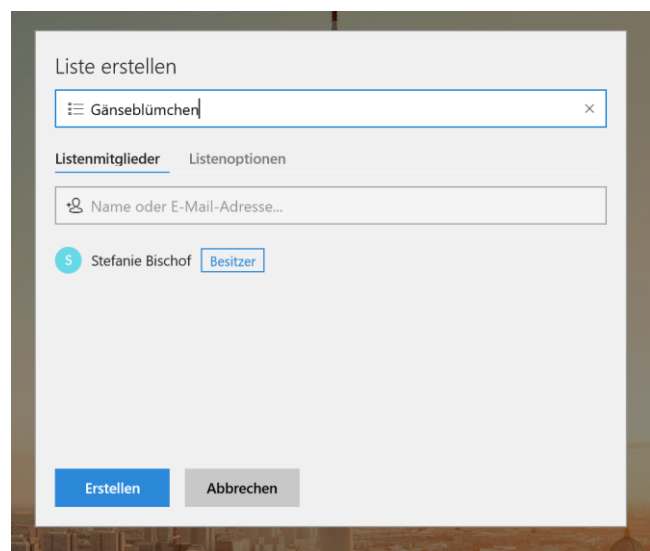 Liste erstellen
Gänseblümchen
Listenmitglieder Listenoptionen
Name oder E-Mail-Adresse...
S Stefanie Bischof Besitzer
Erstellen Abbrechen